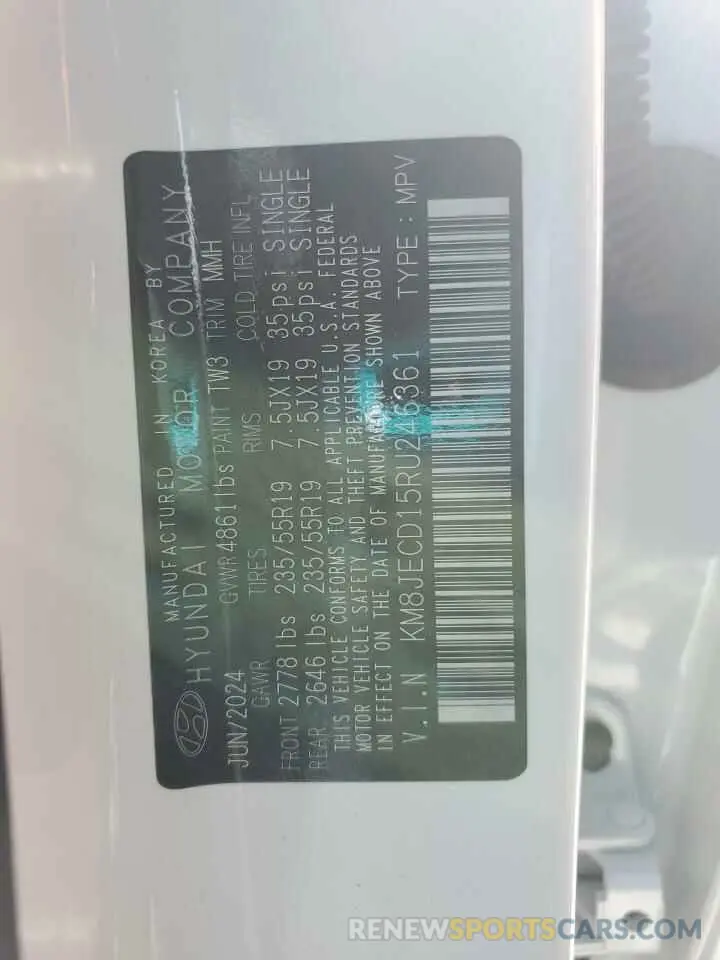 MANUFACTURED IN KOREA BY
HYUNDAI MOTOR COMPANY
JUN/2024 GVWR 4861lbs PAINT TW3 TRIM MMH
GAWR TIRES RIMS COLD TIRE INFL
FRONT 2778lbs 235/55R19 7.5JX19 35psi SINGLE
REAR 2646lbs 235/55R19 7.5JX19 35psi SINGLE
THIS VEHICLE CONFORMS TO ALL APPLICABLE U.S.A. FEDERAL
MOTOR VEHICLE SAFETY AND THEFT PREVENTION STANDARDS
IN EFFECT ON THE DATE OF MANUFACTURE SHOWN ABOVE
V.I.N KM8JECD15RU246361 TYPE : MPV
RENEWSPORTSCARS.COM